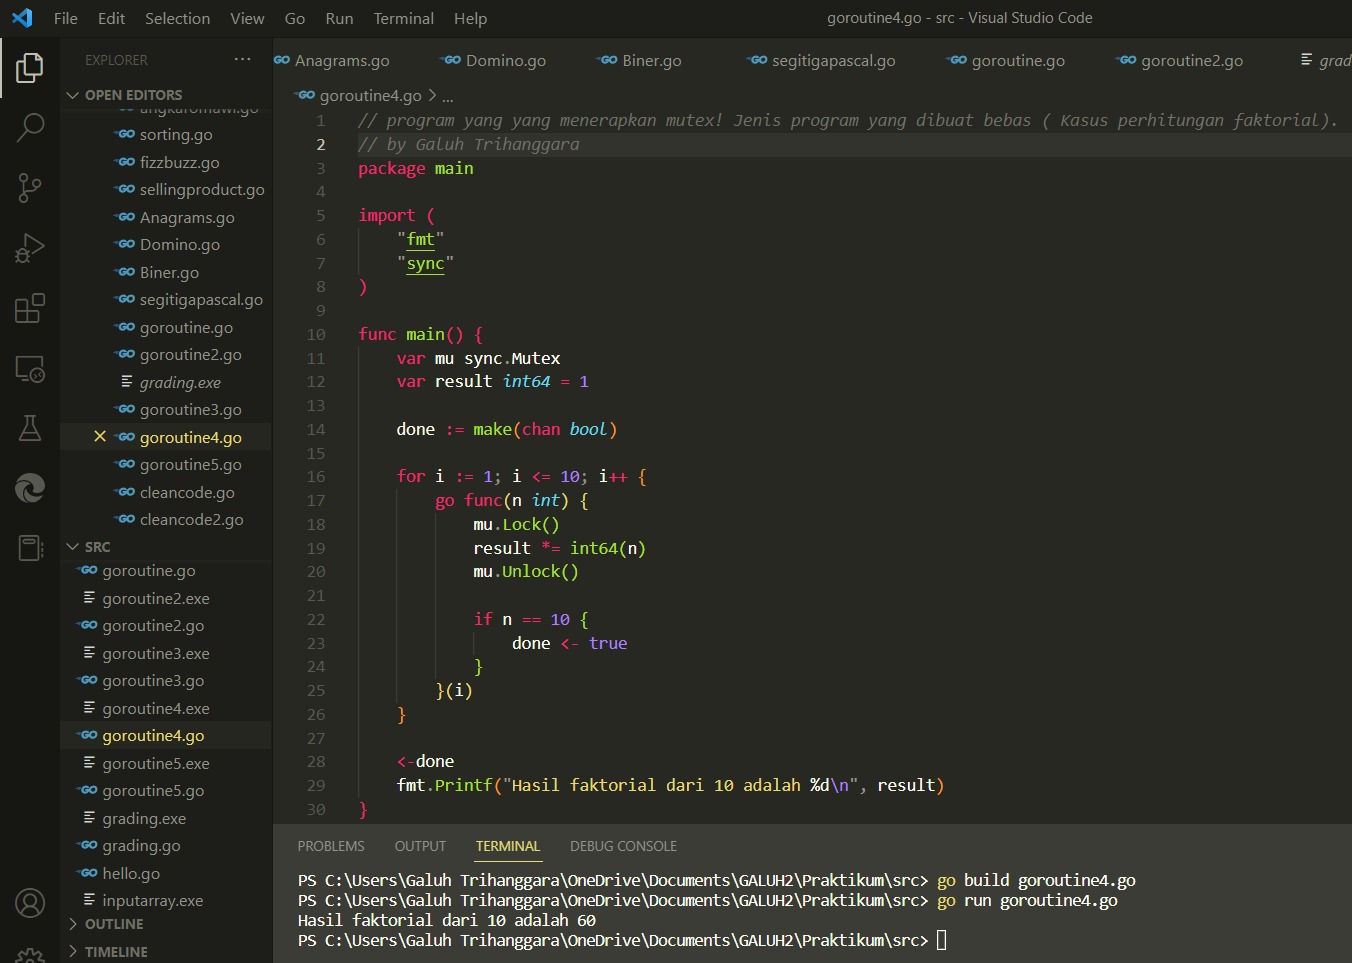 File Edit Selection View Go Run Terminal Help goroutine4.go - src - Visual Studio Code
EXPLORER ...
OPEN EDITORS
angkaromawi.go
sorting.go
fizzbuzz.go
sellingproduct.go
Anagrams.go
Domino.go
Biner.go
segitigapascal.go
goroutine.go
goroutine2.go
grading.exe
goroutine3.go
goroutine4.go
goroutine5.go
cleancode.go
cleancode2.go
SRC
goroutine.go
goroutine2.exe
goroutine2.go
goroutine3.exe
goroutine3.go
goroutine4.exe
goroutine4.go
goroutine5.exe
goroutine5.go
grading.exe
grading.go
hello.go
inputarray.exe
OUTLINE
TIMELINE
Anagrams.go Domino.go Biner.go segitigapascal.go goroutine.go goroutine2.go grad
goroutine4.go > ...
1 // program yang yang menerapkan mutex! Jenis program yang dibuat bebas ( Kasus perhitungan faktorial).
2 // by Galuh Trihanggara
3 package main
4
5 import (
6 "fmt"
7 "sync"
8 )
9
10 func main() {
11 var mu sync.Mutex
12 var result int64 = 1
13
14 done := make(chan bool)
15
16 for i := 1; i <= 10; i++ {
17 go func(n int) {
18 mu.Lock()
19 result *= int64(n)
20 mu.Unlock()
21
22 if n == 10 {
23 done <- true
24 }
25 }(i)
26 }
27
28 <-done
29 fmt.Printf("Hasil faktorial dari 10 adalah %d\n", result)
30 }
PROBLEMS OUTPUT TERMINAL DEBUG CONSOLE
PS C:\Users\Galuh Trihanggara\OneDrive\Documents\GALUH2\Praktikum\src> go build goroutine4.go
PS C:\Users\Galuh Trihanggara\OneDrive\Documents\GALUH2\Praktikum\src> go run goroutine4.go
Hasil faktorial dari 10 adalah 60
PS C:\Users\Galuh Trihanggara\OneDrive\Documents\GALUH2\Praktikum\src>